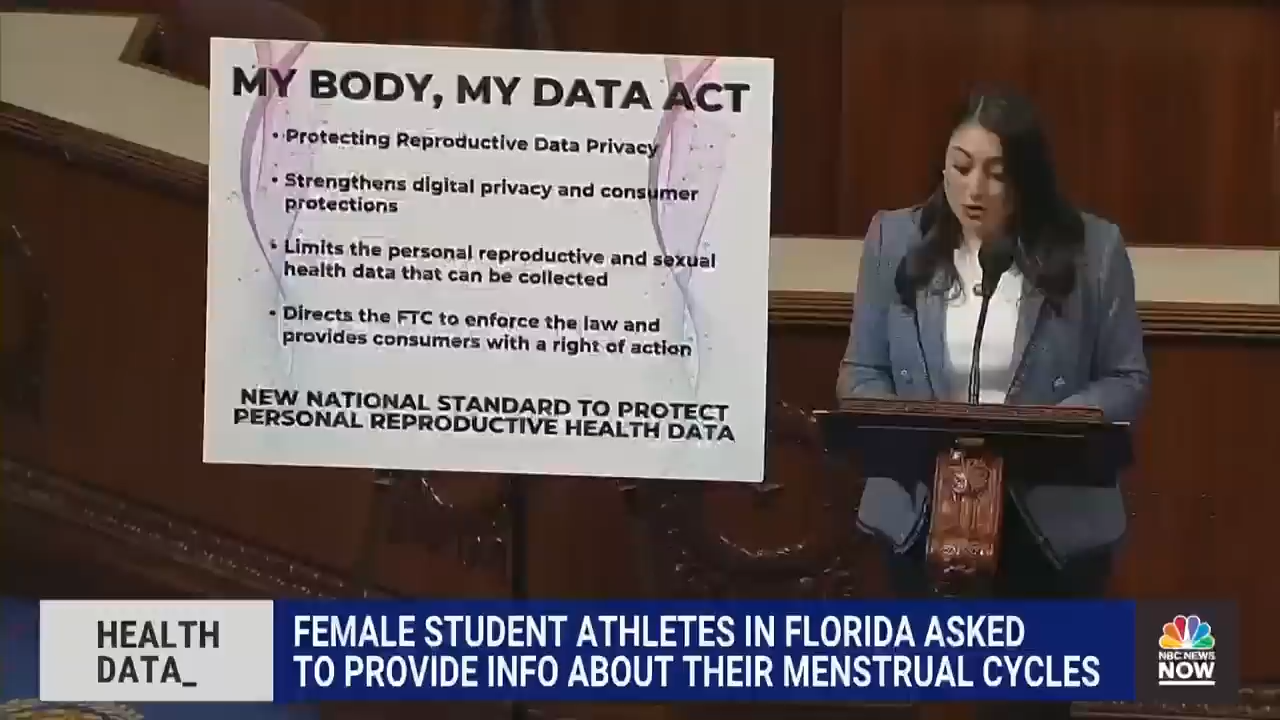 MY BODY, MY DATA ACT
• Protecting Reproductive Data Privacy
• Strengthens digital privacy and consumer
protections
• Limits the personal reproductive and sexual
health data that can be collected
• Directs the FTC to enforce the law and
provides consumers with a right of action
NEW NATIONAL STANDARD TO PROTECT
PERSONAL REPRODUCTIVE HEALTH DATA
HEALTH
DATA_
FEMALE STUDENT ATHLETES IN FLORIDA ASKED
TO PROVIDE INFO ABOUT THEIR MENSTRUAL CYCLES
NBC NEWS
NOW